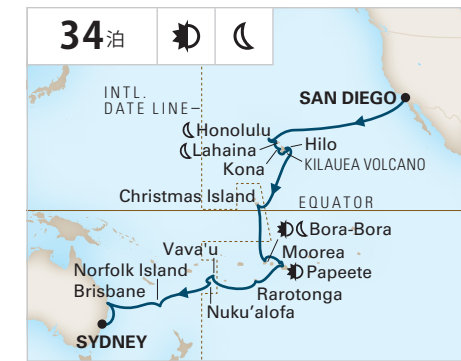 34泊
INTL.
DATE LINE
SAN DIEGO
Honolulu
Lahaina
Hilo
Kona
KILAUEA VOLCANO
Christmas Island
EQUATOR
Bora-Bora
Vava'u
Moorea
Norfolk Island
Papeete
Brisbane
Rarotonga
Nuku'alofa
SYDNEY